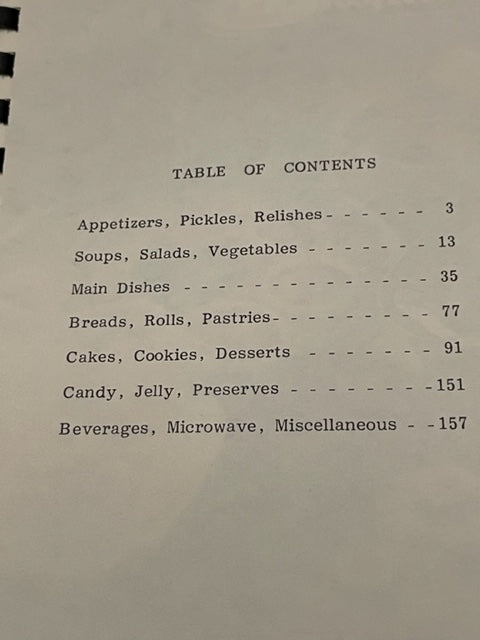 TABLE OF CONTENTS
Appetizers, Pickles, Relishes- - - - - - 3
Soups, Salads, Vegetables - - - - - - - 13
Main Dishes - - - - - - - - - - - - - 35
Breads, Rolls, Pastries- - - - - - - - - 77
Cakes, Cookies, Desserts - - - - - - - 91
Candy, Jelly, Preserves - - - - - - - -151
Beverages, Microwave, Miscellaneous - -157